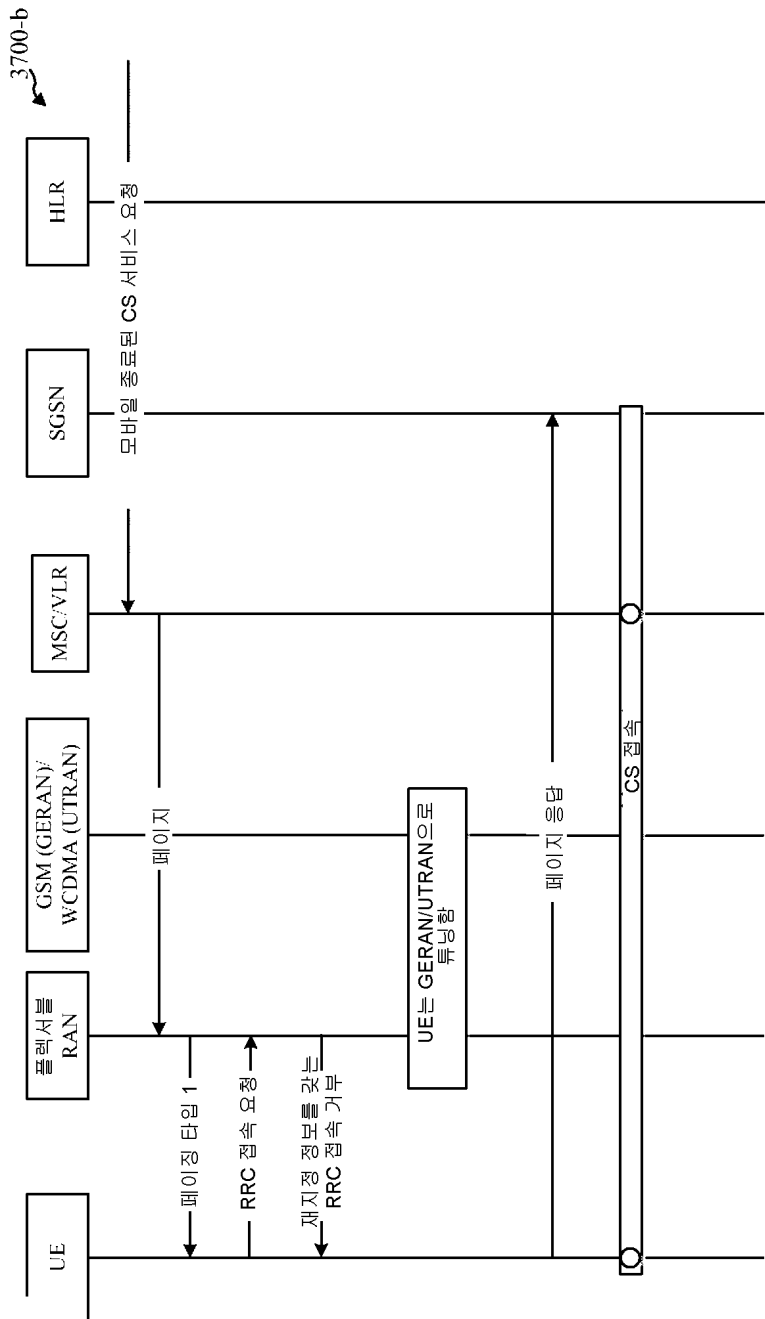 3700-b
UE
플렉서블
RAN
GSM (GERAN)/
WCDMA (UTRAN)
MSC/VLR
SGSN
HLR
모바일 종료된 CS 서비스 요청
페이지
페이징 타입 1
RRC 접속 요청
재지정 정보를 갖는
RRC 접속 거부
UE는 GERAN/UTRAN으로
튜닝함
페이지 응답
CS 접속